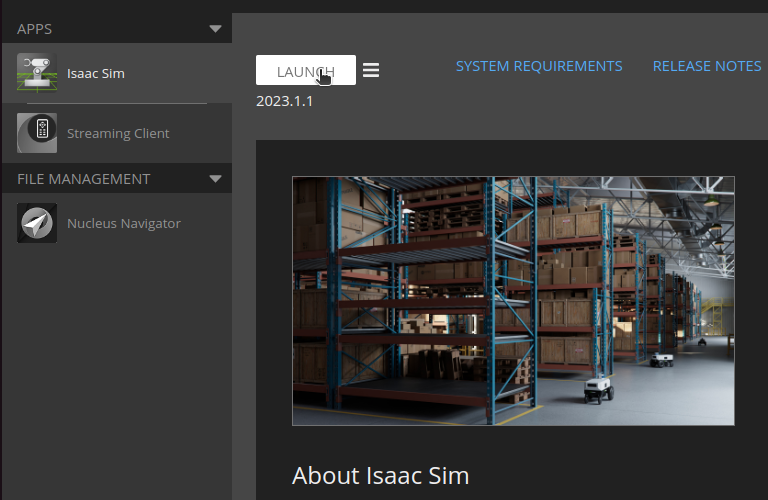 APPS
Isaac Sim
Streaming Client
FILE MANAGEMENT
Nucleus Navigator
LAUNCH
2023.1.1
SYSTEM REQUIREMENTS
RELEASE NOTES
About Isaac Sim